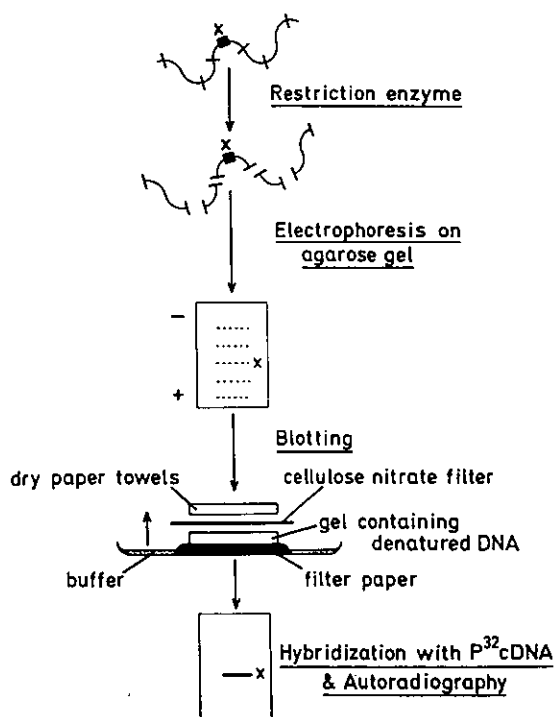 x
Restriction enzyme
x
Electrophoresis on
agarose gel
−
x
+
Blotting
dry paper towels
cellulose nitrate filter
gel containing
denatured DNA
buffer
filter paper
x
Hybridization with P³²cDNA
& Autoradiography